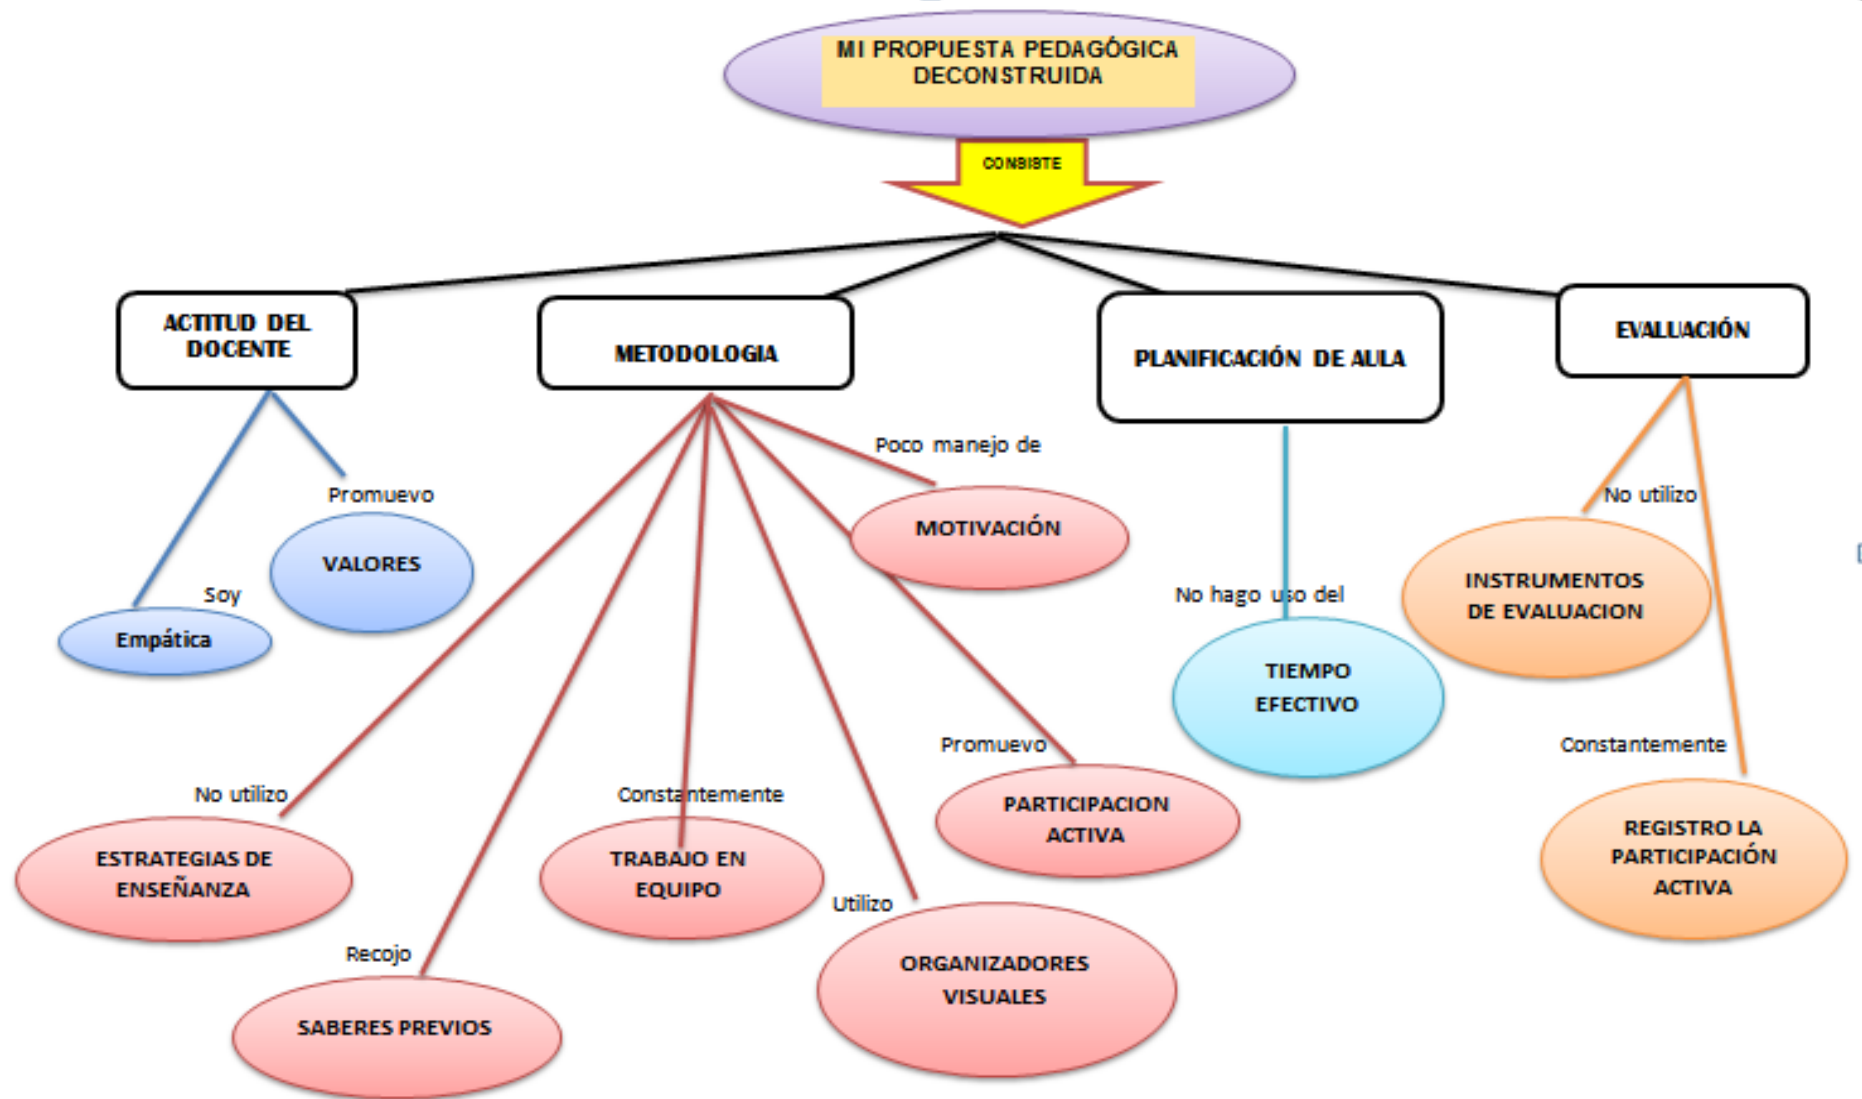 MI PROPUESTA PEDAGÓGICA
DECONSTRUIDA
CONSISTE
ACTITUD DEL
DOCENTE
METODOLOGIA
PLANIFICACIÓN DE AULA
EVALUACIÓN
Promuevo
VALORES
Soy
Empática
Poco manejo de
MOTIVACIÓN
No utilizo
ESTRATEGIAS DE
ENSEÑANZA
Recojo
SABERES PREVIOS
Constantemente
TRABAJO EN
EQUIPO
Utilizo
ORGANIZADORES
VISUALES
Promuevo
PARTICIPACION
ACTIVA
No hago uso del
TIEMPO
EFECTIVO
No utilizo
INSTRUMENTOS
DE EVALUACION
Constantemente
REGISTRO LA
PARTICIPACIÓN
ACTIVA